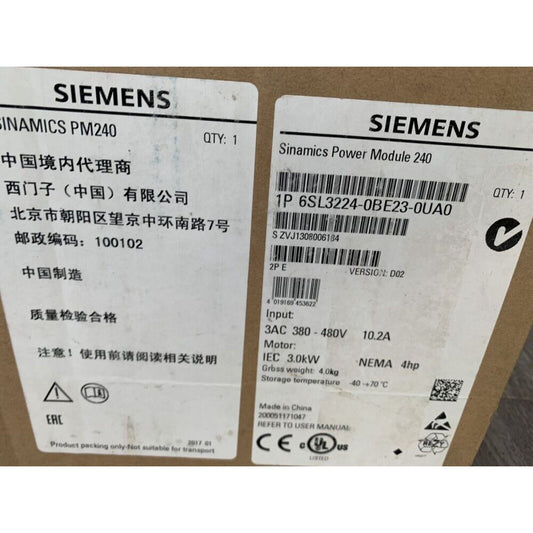 SIEMENS
SINAMICS PM240
QTY: 1
中国境内代理商
西门子（中国）有限公司
北京市朝阳区望京中环南路7号
邮政编码：100102
中国制造
质量检验合格
注意！使用前请阅读相关说明
EAC
2017.01
Product packing only-Not suitable for transport
SIEMENS
Sinamics Power Module 240
QTY: 1
1P 6SL3224-0BE23-0UA0
S ZVJ1308006184
2P E
VERSION: D02
4 019169 453622
Input:
3AC 380 - 480V 10.2A
Motor:
IEC 3.0kW NEMA 4hp
Gross weight: 4.0kg
Storage temperature -40→+70°C
Made in China
200051171047
REFER TO USER MANUAL
CE
C UL US
LISTED
RESY